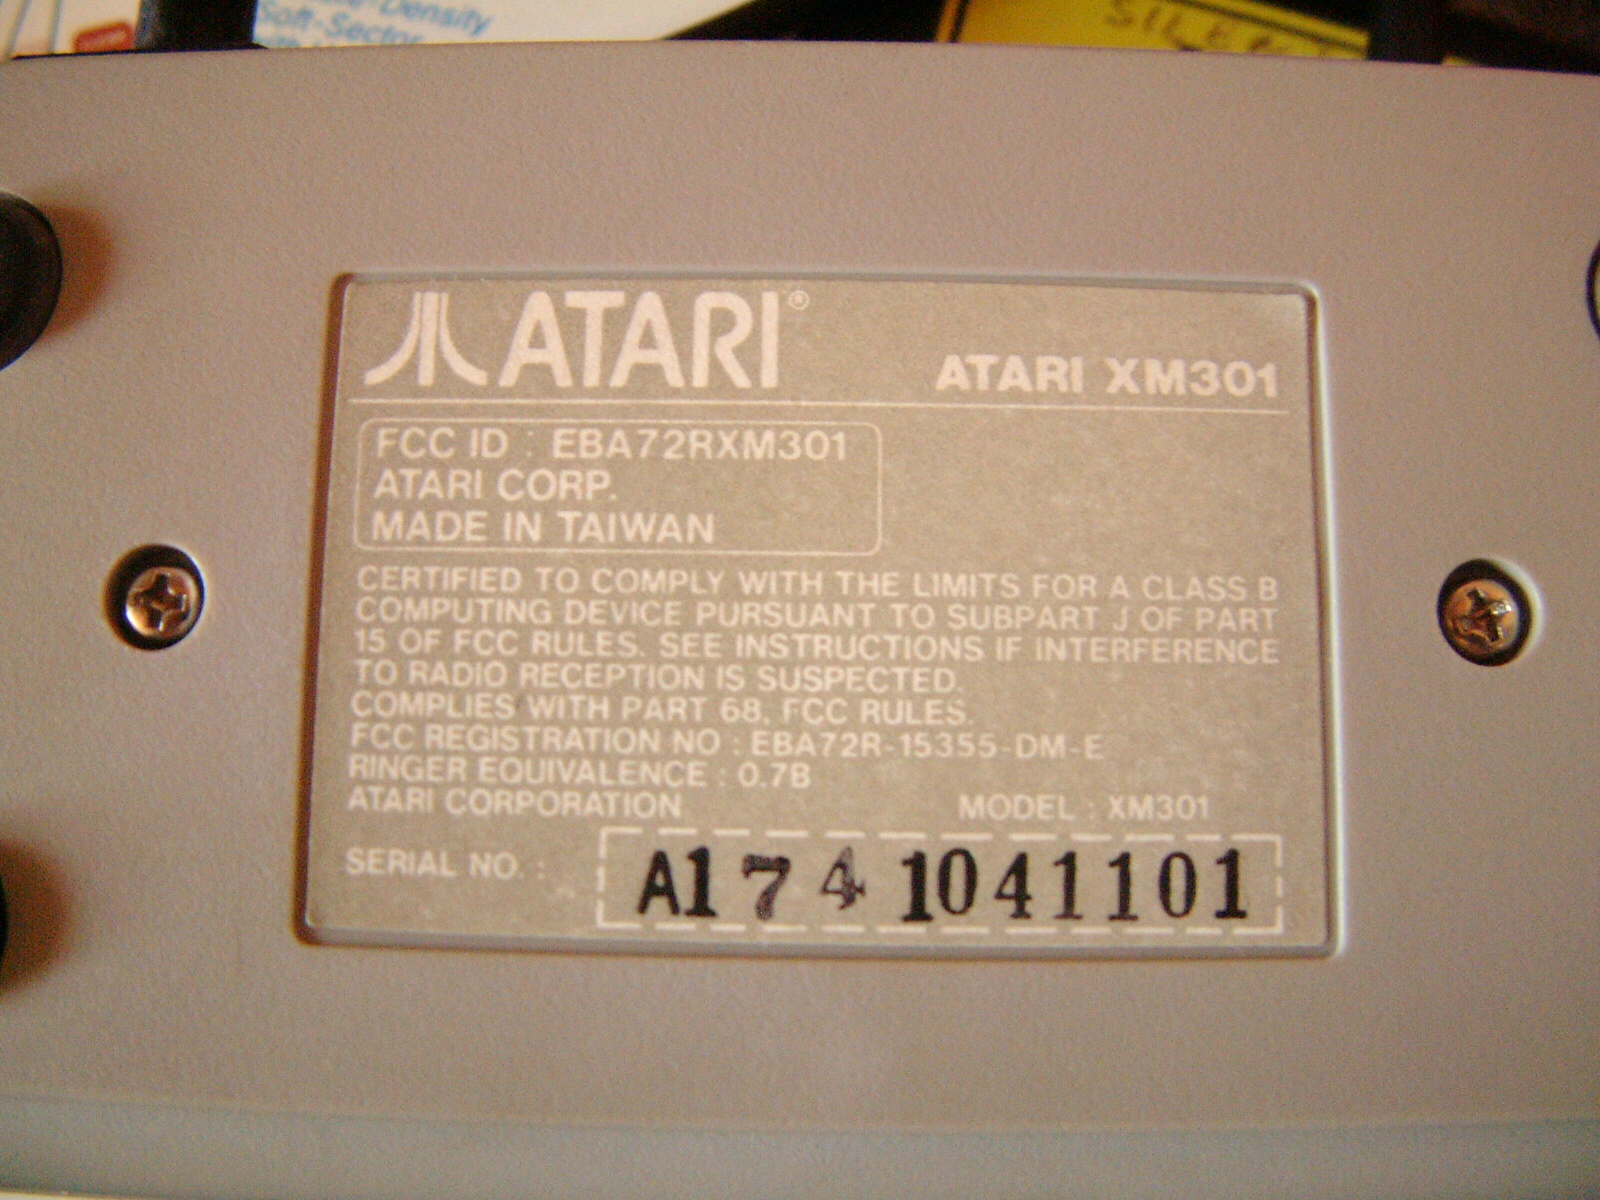 Density
Soft-Sector
ATARI®
ATARI XM301
FCC ID : EBA72RXM301
ATARI CORP.
MADE IN TAIWAN
CERTIFIED TO COMPLY WITH THE LIMITS FOR A CLASS B
COMPUTING DEVICE PURSUANT TO SUBPART J OF PART
15 OF FCC RULES. SEE INSTRUCTIONS IF INTERFERENCE
TO RADIO RECEPTION IS SUSPECTED.
COMPLIES WITH PART 68, FCC RULES.
FCC REGISTRATION NO : EBA72R-15355-DM-E
RINGER EQUIVALENCE : 0.7B
ATARI CORPORATION MODEL : XM301
SERIAL NO. : A174 1041101